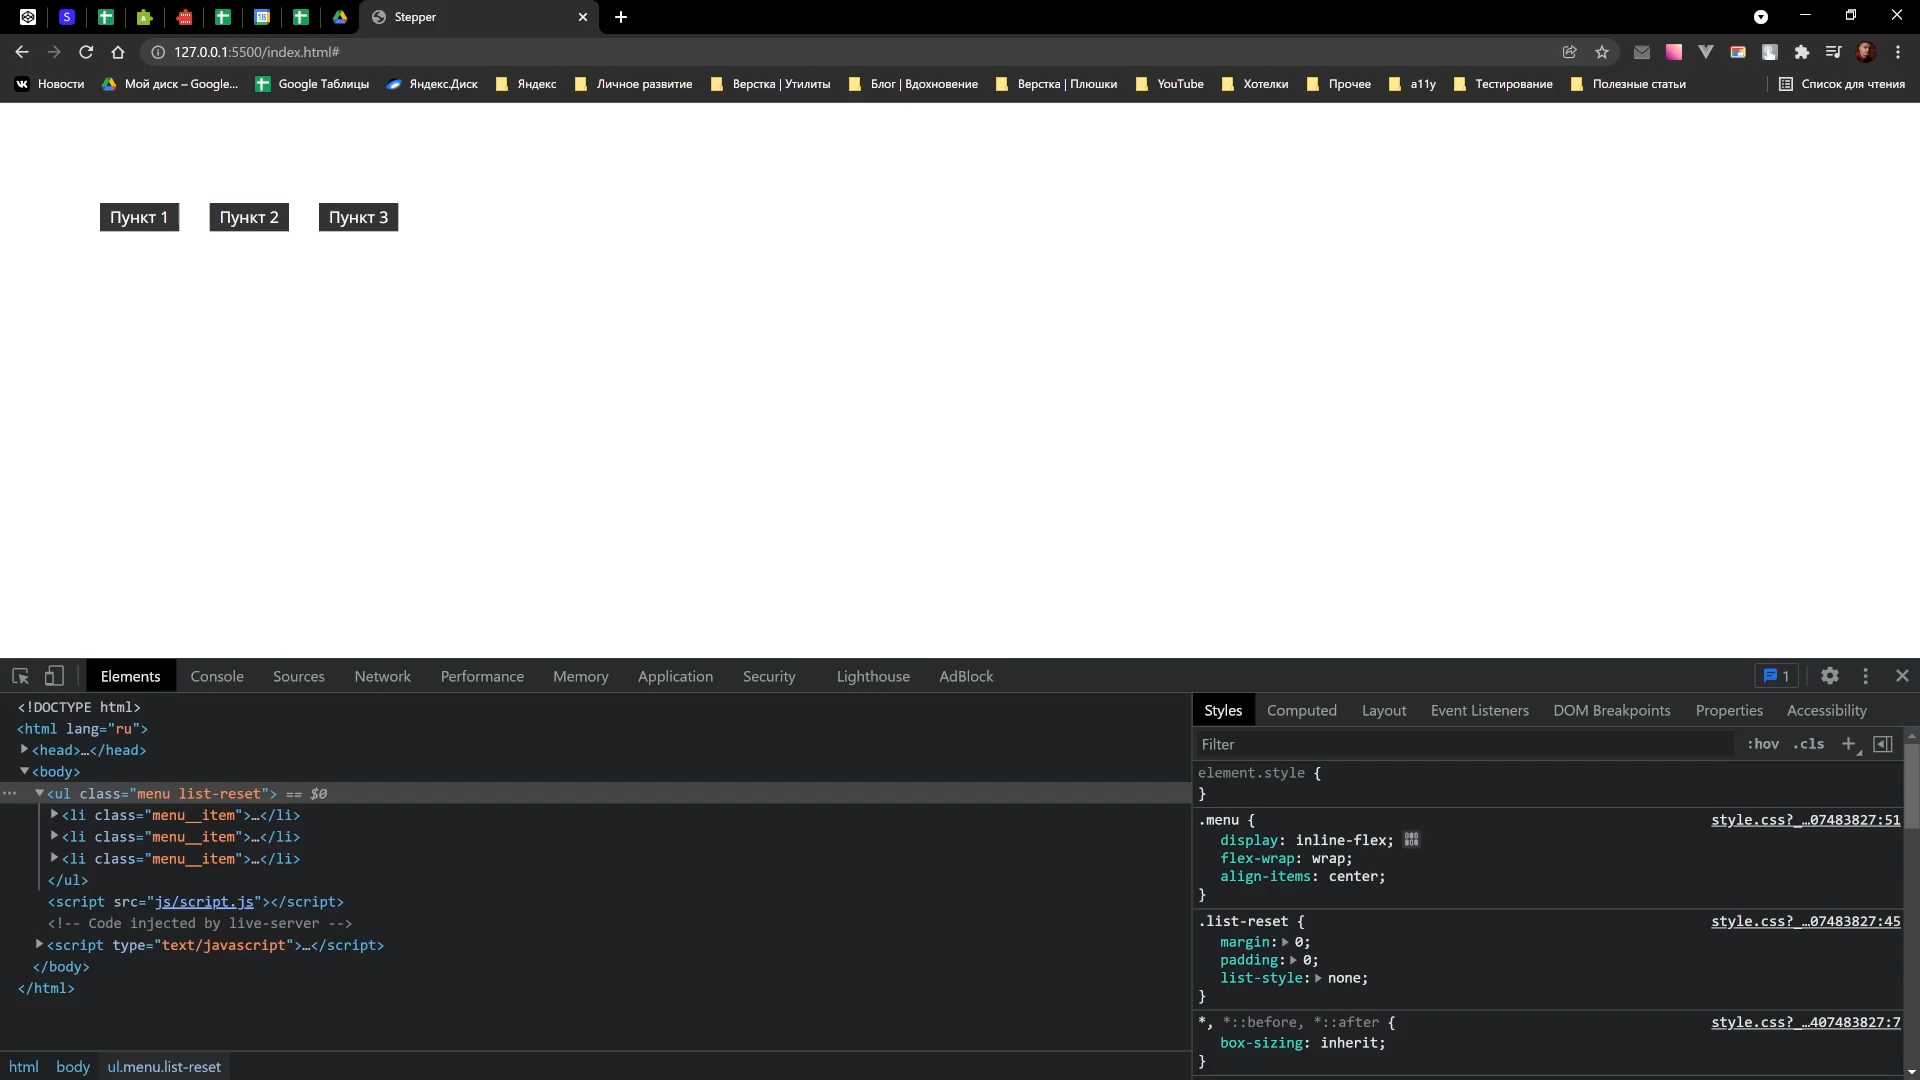 Stepper
127.0.0.1:5500/index.html#
Новости
Мой диск – Google...
Google Таблицы
Яндекс.Диск
Яндекс
Личное развитие
Верстка | Утилиты
Блог | Вдохновение
Верстка | Плюшки
YouTube
Хотелки
Прочее
a11y
Тестирование
Полезные статьи
Список для чтения
Пункт 1 Пункт 2 Пункт 3
Elements Console Sources Network Performance Memory Application Security Lighthouse AdBlock 1
<!DOCTYPE html>
<html lang="ru">
<head>…</head>
<body>
<ul class="menu list-reset"> == $0
<li class="menu__item">…</li>
<li class="menu__item">…</li>
<li class="menu__item">…</li>
</ul>
<script src="js/script.js"></script>
<!-- Code injected by live-server -->
<script type="text/javascript">…</script>
</body>
</html>
html body ul.menu.list-reset
Styles Computed Layout Event Listeners DOM Breakpoints Properties Accessibility
Filter :hov .cls
element.style {
}
.menu { style.css?_…07483827:51
display: inline-flex;
flex-wrap: wrap;
align-items: center;
}
.list-reset { style.css?_…07483827:45
margin: 0;
padding: 0;
list-style: none;
}
*, *::before, *::after { style.css?_…407483827:7
box-sizing: inherit;
}